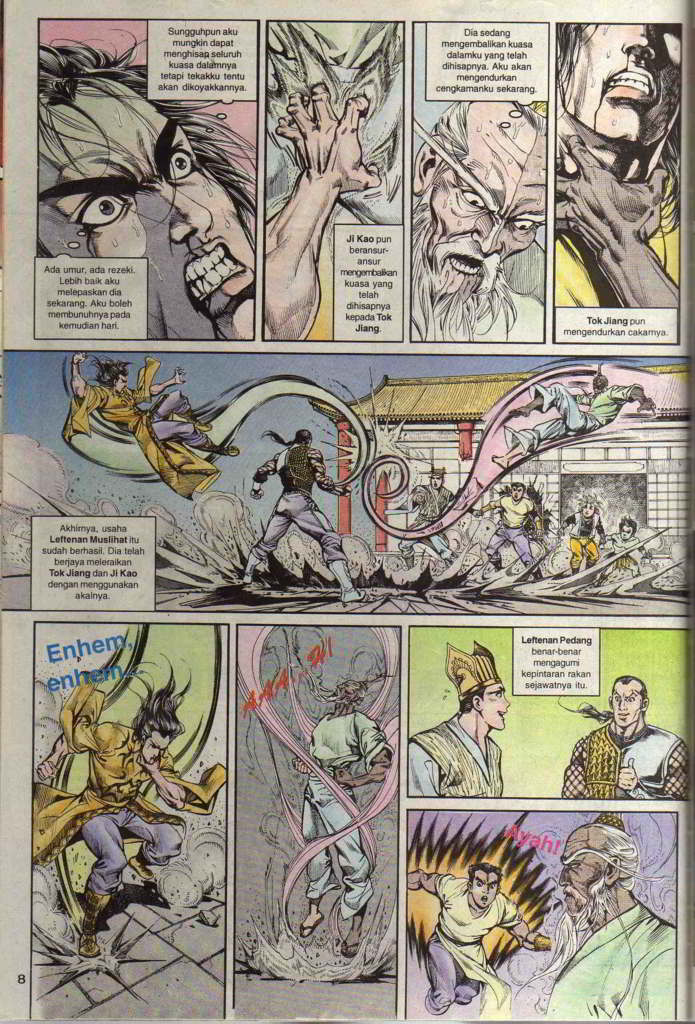 Sungguhpun aku
mungkin dapat
menghisap seluruh
kuasa dalamnya
tetapi tekakku tentu
akan dikoyakkannya.
Ada umur, ada rezeki.
Lebih baik aku
melepaskan dia
sekarang. Aku boleh
membunuhnya pada
kemudian hari.
Ji Kao pun
beransur-
ansur
mengembalikan
kuasa yang
telah
dihisapnya
kepada Tok
Jiang.
Dia sedang
mengembalikan kuasa
dalamku yang telah
dihisapnya. Aku akan
mengendurkan
cengkamanku sekarang.
Tok Jiang pun
mengendurkan cakarnya.
Akhirnya, usaha
Leftenan Muslihat itu
sudah berhasil. Dia telah
berjaya meleraikan
Tok Jiang dan Ji Kao
dengan menggunakan
akalnya.
Enhem,
enhem...
AAA...H!
Leftenan Pedang
benar-benar
mengagumi
kepintaran rakan
sejawatnya itu.
Ayah!
8